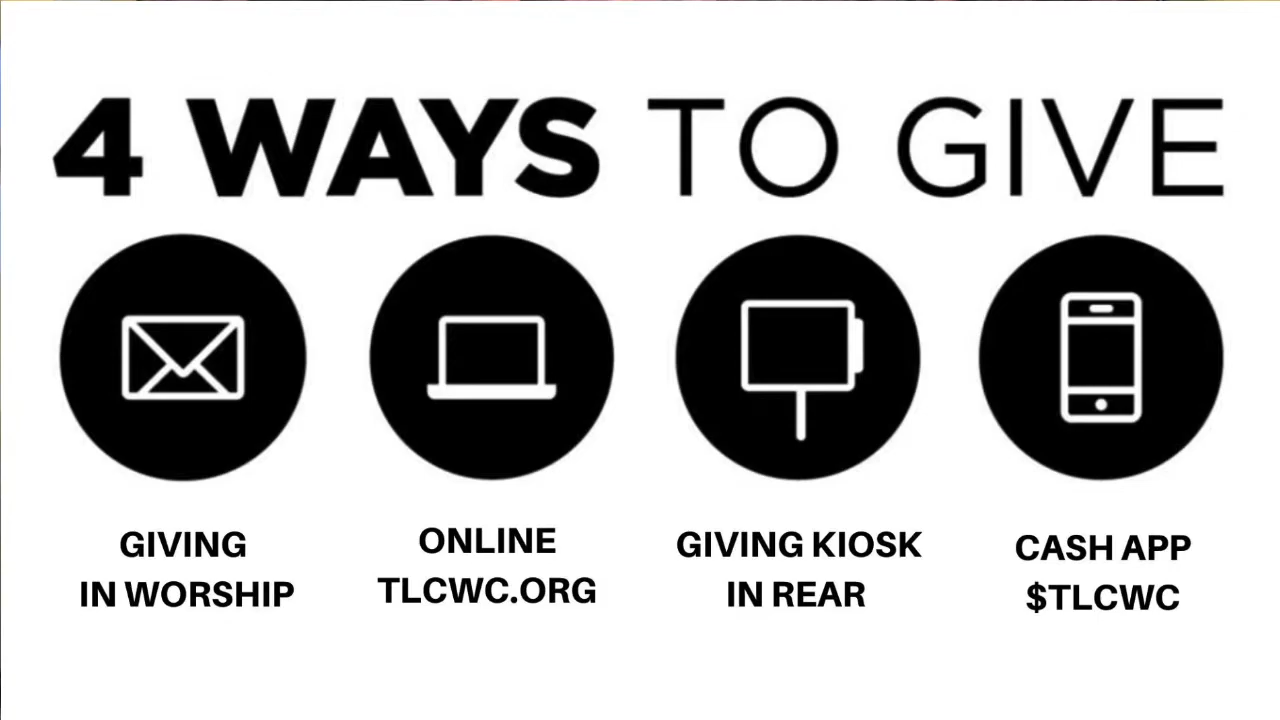 4 WAYS TO GIVE
GIVING
IN WORSHIP
ONLINE
TLCWC.ORG
GIVING KIOSK
IN REAR
CASH APP
$TLCWC